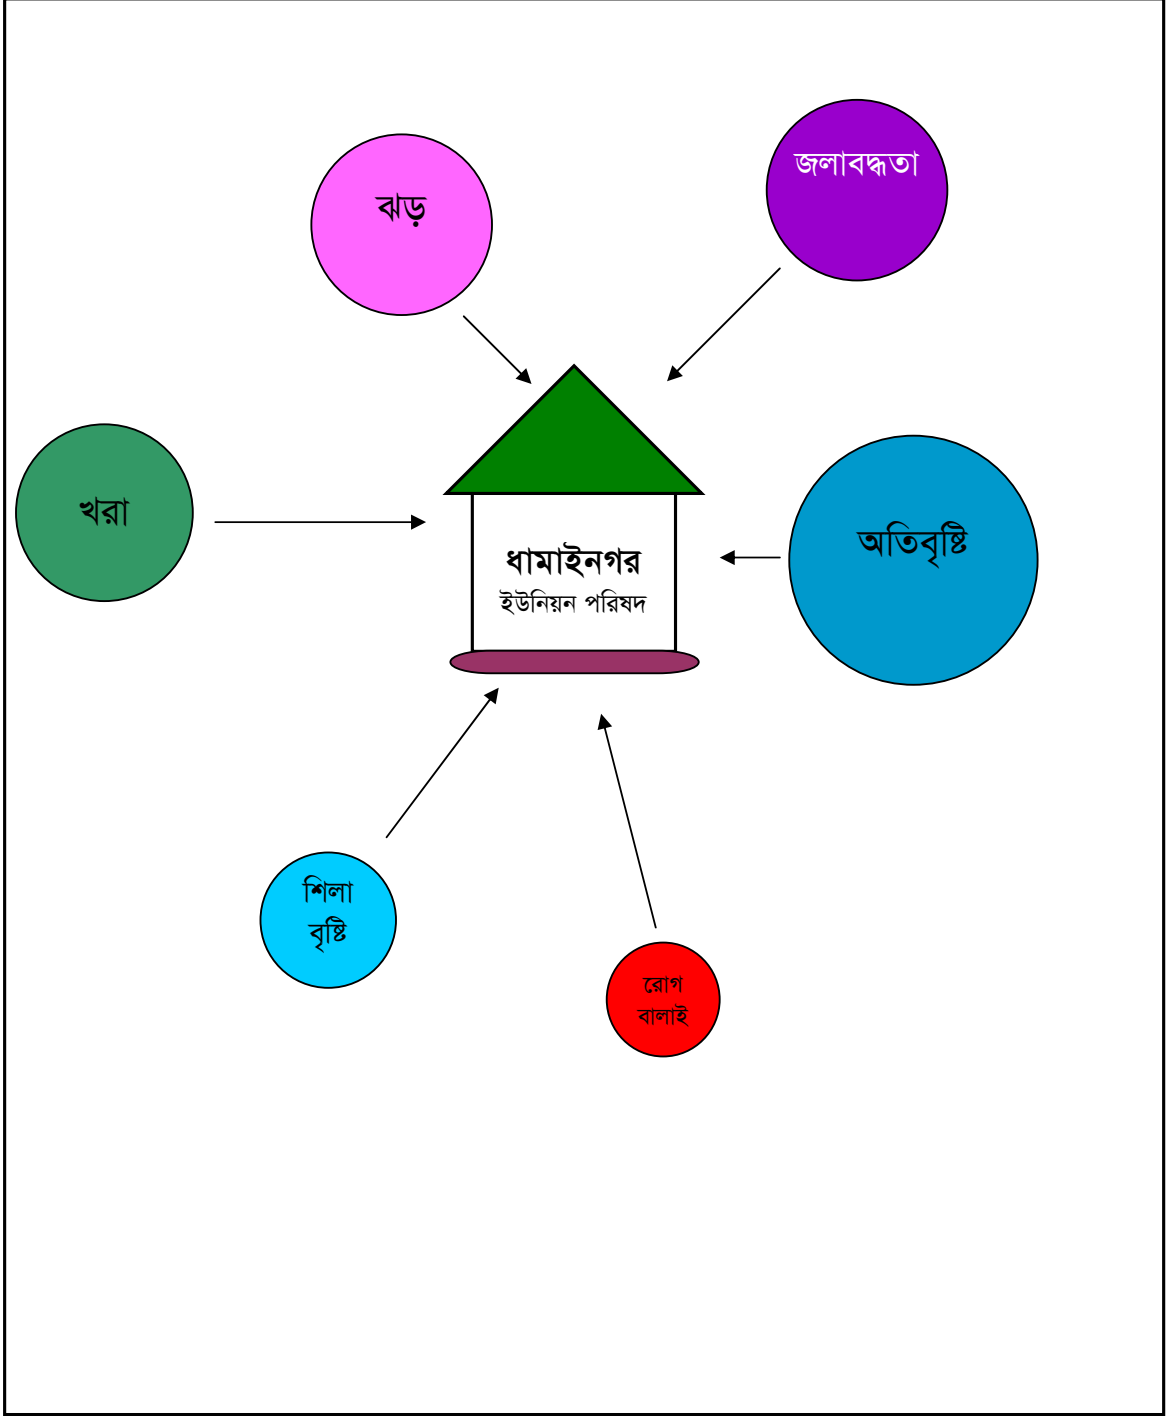 জলাবদ্ধতা
ঝড়
খরা
অতিবৃষ্টি
ধামাইনগর
ইউনিয়ন পরিষদ
শিলা
বৃষ্টি
রোগ
বালাই